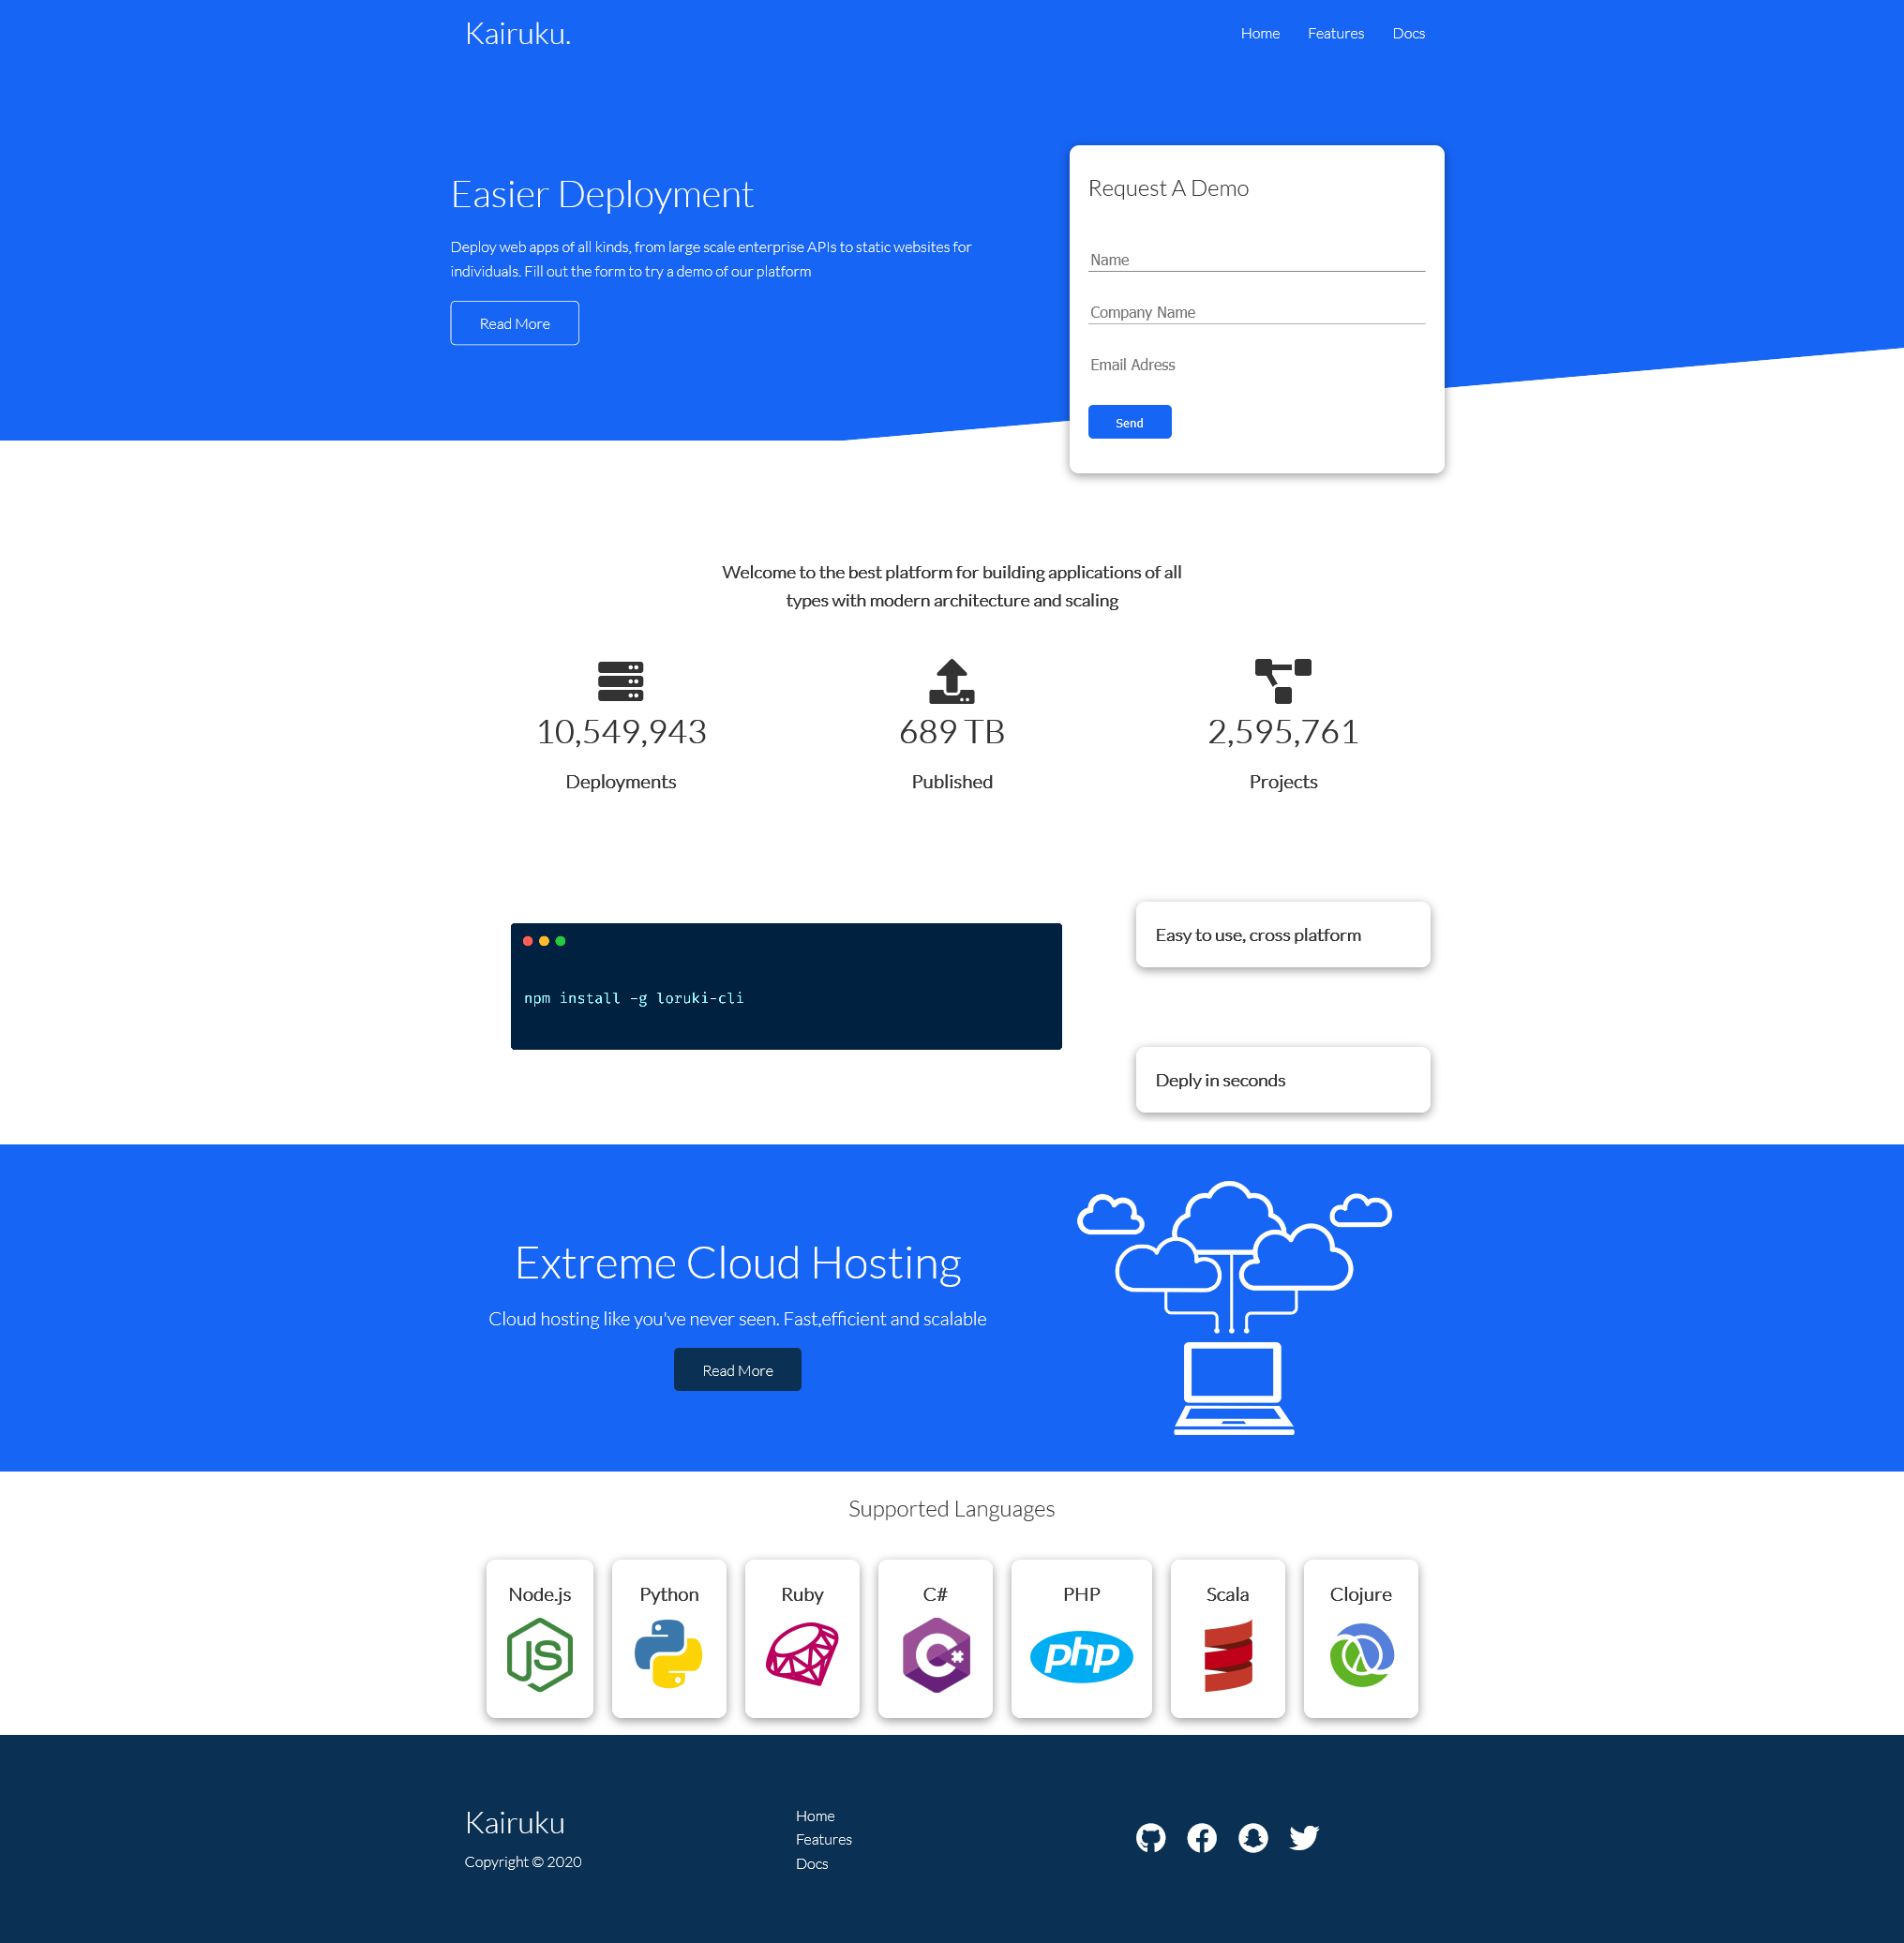 Kairuku.
Home Features Docs
Easier Deployment
Deploy web apps of all kinds, from large scale enterprise APIs to static websites for
individuals. Fill out the form to try a demo of our platform
Read More
Request A Demo
Name
Company Name
Email Adress
Send
Welcome to the best platform for building applications of all
types with modern architecture and scaling
10,549,943
Deployments
689 TB
Published
2,595,761
Projects
npm install -g loruki-cli
Easy to use, cross platform
Deply in seconds
Extreme Cloud Hosting
Cloud hosting like you've never seen. Fast,efficient and scalable
Read More
Supported Languages
Node.js
JS
Python
Ruby
C#
C#
PHP
php
Scala
Clojure
Kairuku
Copyright © 2020
Home
Features
Docs